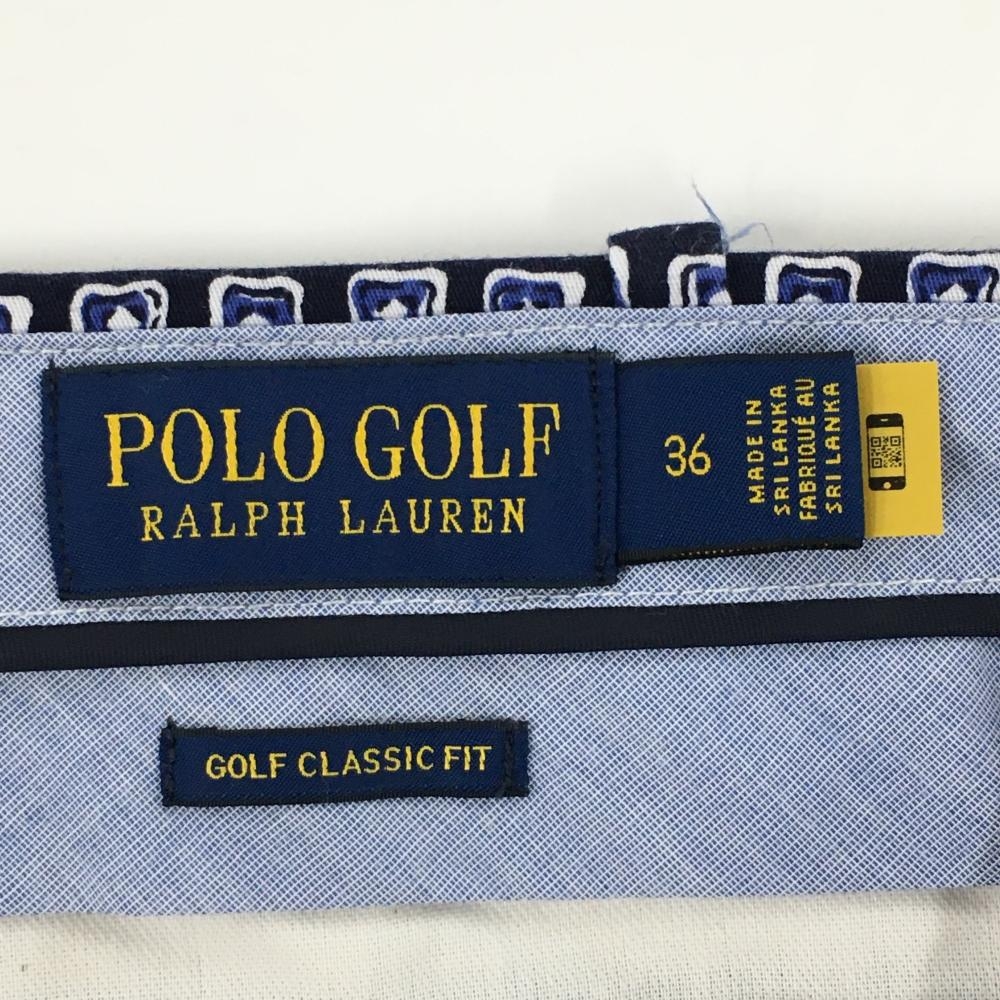 POLO GOLF
RALPH LAUREN
36
MADE IN
SRI LANKA
FABRIQUÉ AU
SRI LANKA
GOLF CLASSIC FIT